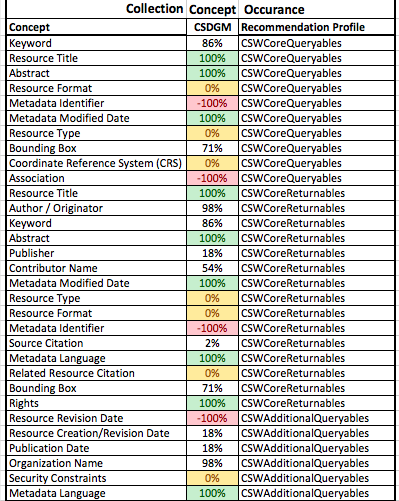 Collection Concept Occurance
Concept CSDGM Recommendation Profile
Keyword 86% CSWCoreQueryables
Resource Title 100% CSWCoreQueryables
Abstract 100% CSWCoreQueryables
Resource Format 0% CSWCoreQueryables
Metadata Identifier -100% CSWCoreQueryables
Metadata Modified Date 100% CSWCoreQueryables
Resource Type 0% CSWCoreQueryables
Bounding Box 71% CSWCoreQueryables
Coordinate Reference System (CRS) 0% CSWCoreQueryables
Association -100% CSWCoreQueryables
Resource Title 100% CSWCoreReturnables
Author / Originator 98% CSWCoreReturnables
Keyword 86% CSWCoreReturnables
Abstract 100% CSWCoreReturnables
Publisher 18% CSWCoreReturnables
Contributor Name 54% CSWCoreReturnables
Metadata Modified Date 100% CSWCoreReturnables
Resource Type 0% CSWCoreReturnables
Resource Format 0% CSWCoreReturnables
Metadata Identifier -100% CSWCoreReturnables
Source Citation 2% CSWCoreReturnables
Metadata Language 100% CSWCoreReturnables
Related Resource Citation 0% CSWCoreReturnables
Bounding Box 71% CSWCoreReturnables
Rights 100% CSWCoreReturnables
Resource Revision Date -100% CSWAdditionalQueryables
Resource Creation/Revision Date 18% CSWAdditionalQueryables
Publication Date 18% CSWAdditionalQueryables
Organization Name 98% CSWAdditionalQueryables
Security Constraints 0% CSWAdditionalQueryables
Metadata Language 100% CSWAdditionalQueryables